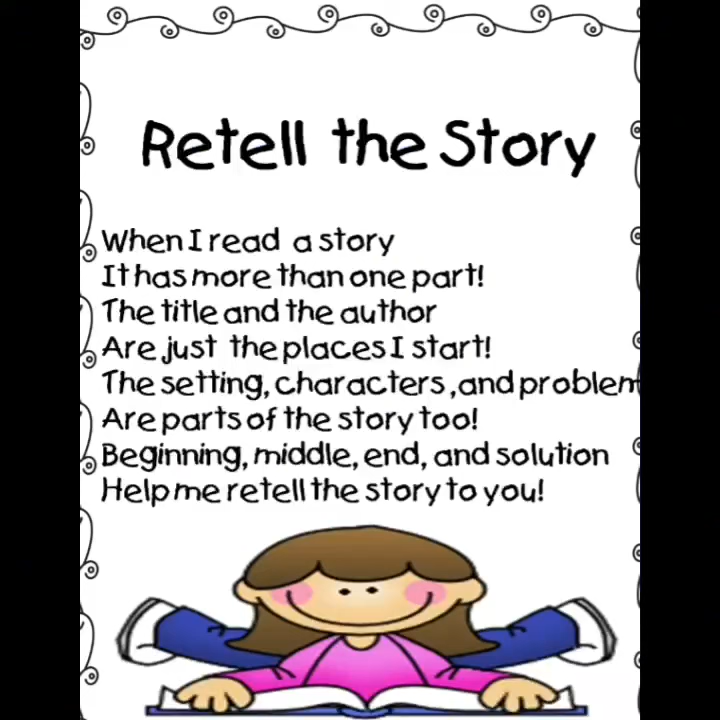 Retell the Story
When I read a story
It has more than one part!
The title and the author
Are just the places I start!
The setting, characters ,and problem
Are parts of the story too!
Beginning, middle, end, and solution
Help me retell the story to you!